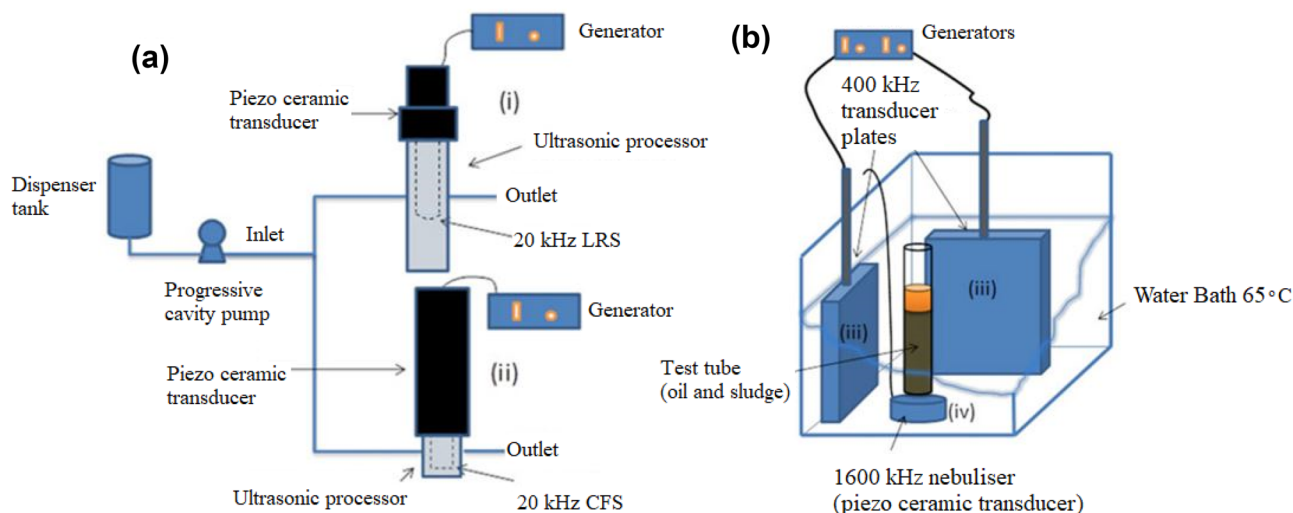 (a)
Generator
Piezo ceramic
transducer
(i)
Ultrasonic processor
Dispenser
tank
Outlet
Inlet
20 kHz LRS
Progressive
cavity pump
Generator
Piezo ceramic
transducer
(ii)
Outlet
Ultrasonic processor
20 kHz CFS
(b)
Generators
400 kHz
transducer
plates
(iii)
Water Bath 65°C
(iii)
Test tube
(oil and sludge)
(iv)
1600 kHz nebuliser
(piezo ceramic transducer)